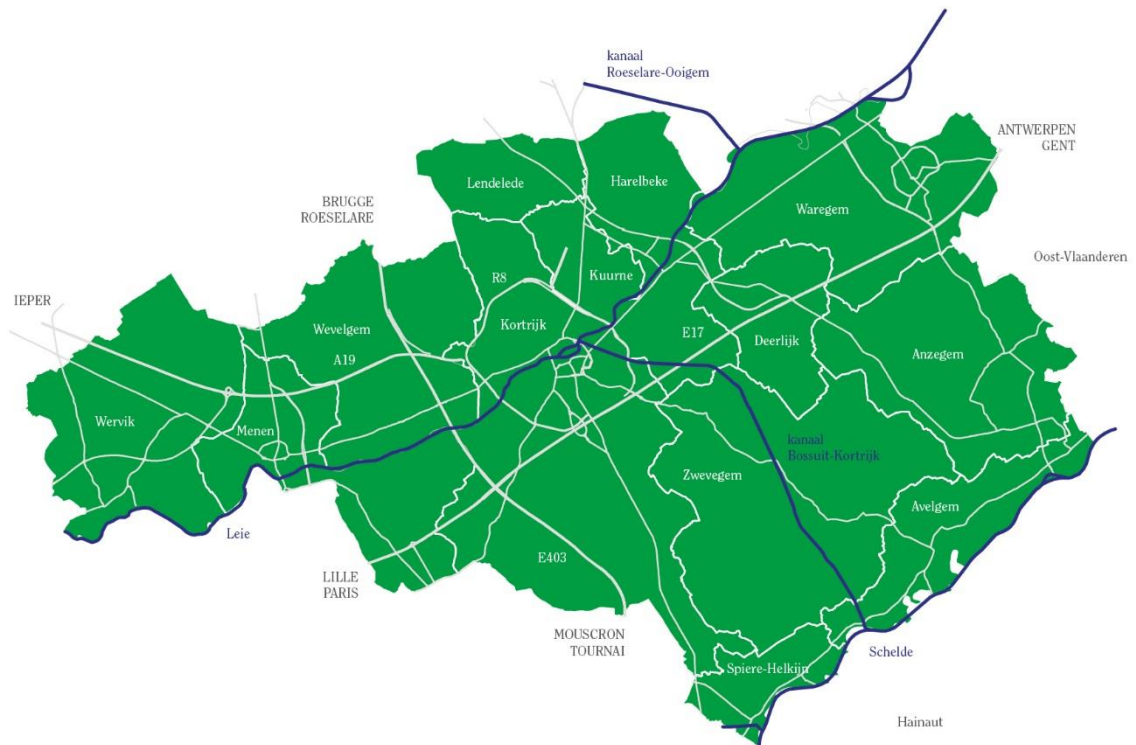 kanaal
Roeselare-Ooigem
ANTWERPEN
GENT
Lendelede
Harelbeke
BRUGGE
ROESELARE
Waregem
Oost-Vlaanderen
R8
Kuurne
IEPER
Wevelgem
Kortrijk
E17
Deerlijk
A19
Anzegem
Wervik
Menen
kanaal
Bossuit-Kortrijk
Zwevegem
Avelgem
Leie
E403
LILLE
PARIS
MOUSCRON
TOURNAI
Schelde
Spiere-Helkijn
Hainaut